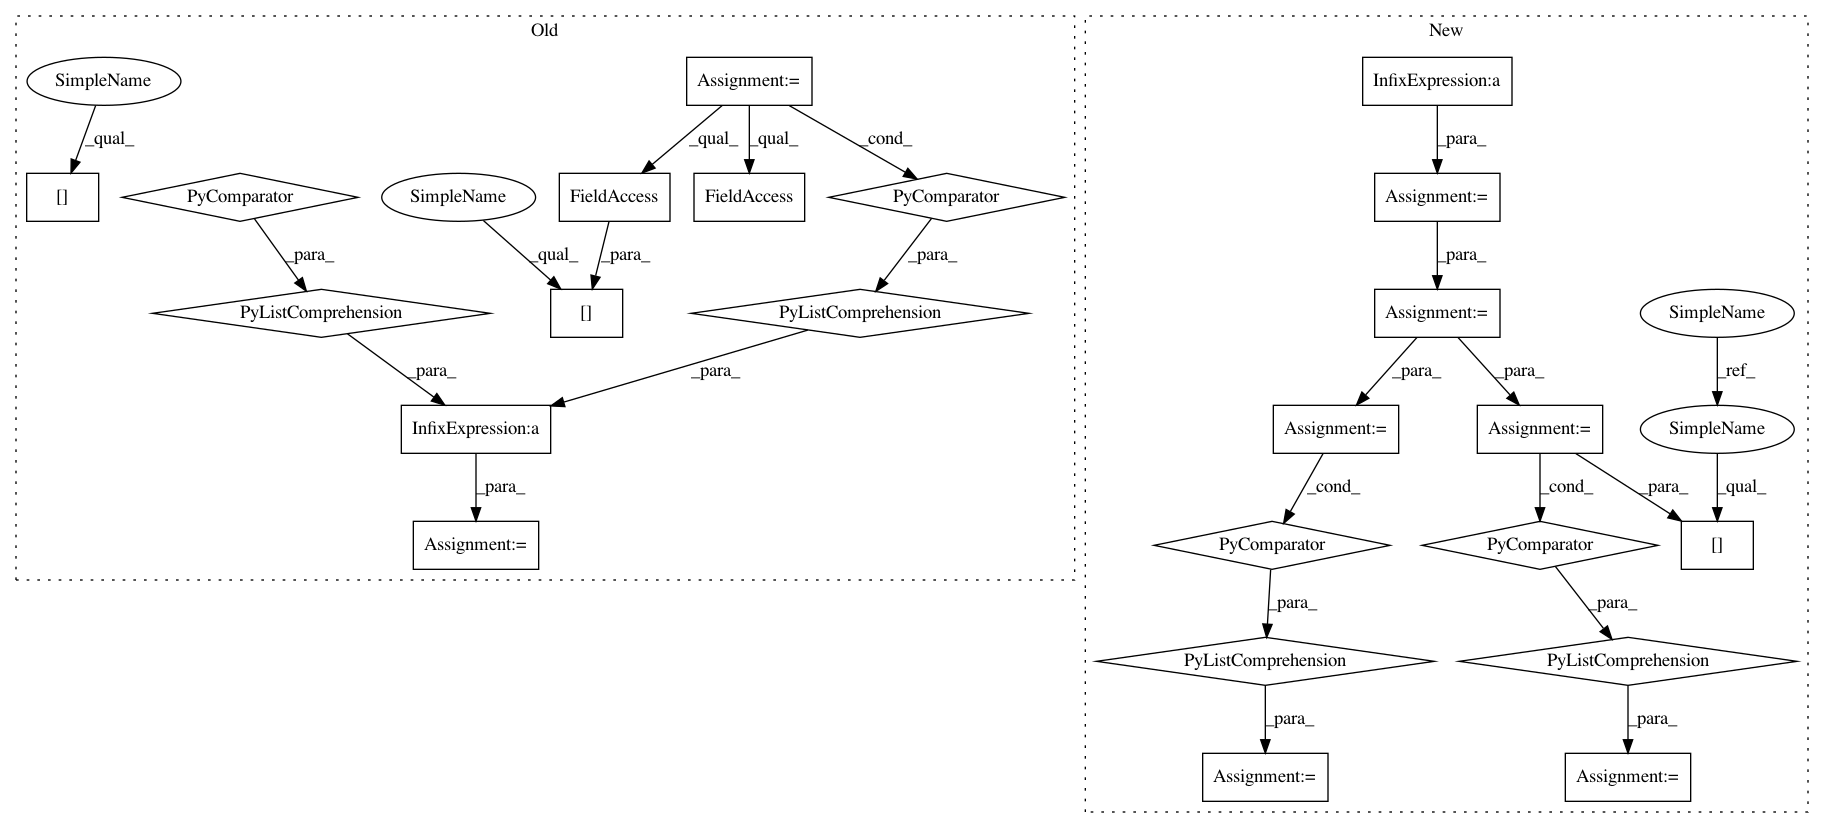 Old
New
SimpleName
Assignment:=
InfixExpression:a
_qual_
_qual_
_qual_
_cond_
_para_
[]
PyComparator
SimpleName
FieldAccess
FieldAccess
PyComparator
Assignment:=
_para_
_qual_
_para_
_para_
_para_
PyListComprehension
[]
PyListComprehension
Assignment:=
SimpleName
_para_
_para_
_para_
_para_
_ref_
InfixExpression:a
Assignment:=
Assignment:=
SimpleName
_para_
_cond_
_cond_
_para_
_qual_
Assignment:=
PyComparator
PyComparator
[]
_para_
_para_
PyListComprehension
PyListComprehension
_para_
_para_
Assignment:=
Assignment:=